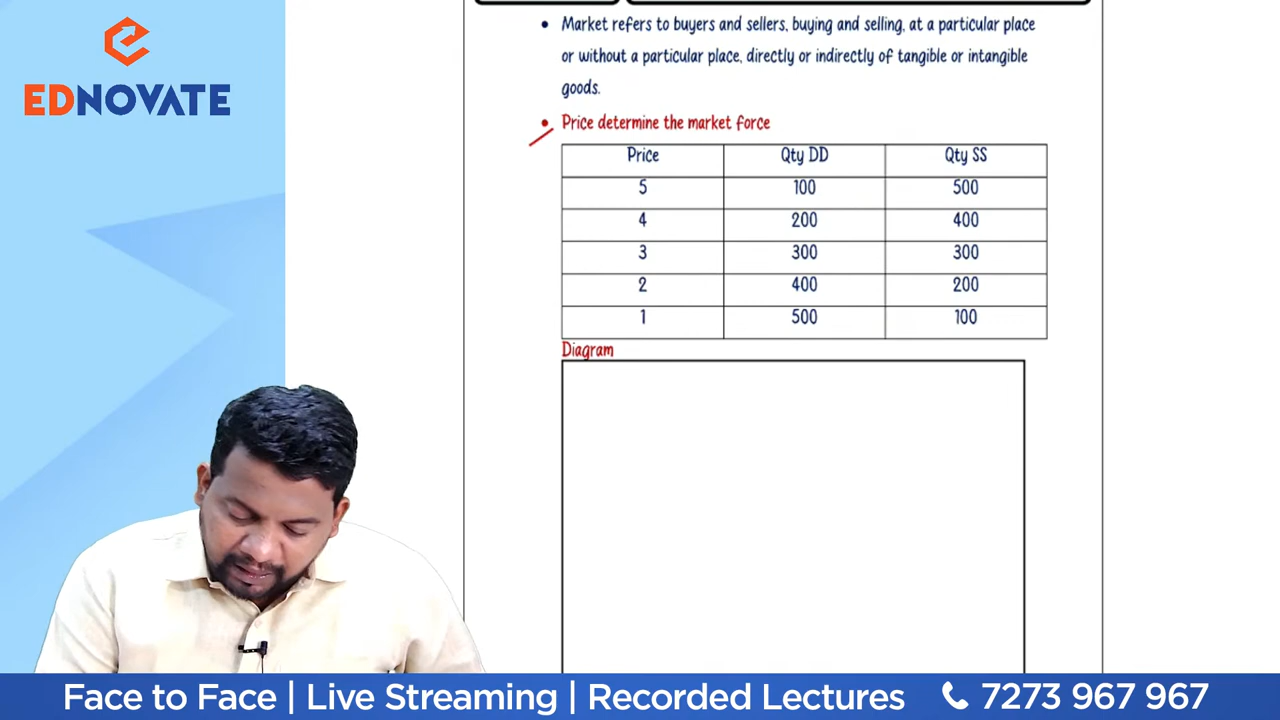 EDNOVATE
Market refers to buyers and sellers, buying and selling, at a particular place
or without a particular place, directly or indirectly of tangible or intangible
goods.
Price determine the market force
Price Qty DD Qty SS
5 100 500
4 200 400
3 300 300
2 400 200
1 500 100
Diagram
Face to Face | Live Streaming | Recorded Lectures 7273 967 967